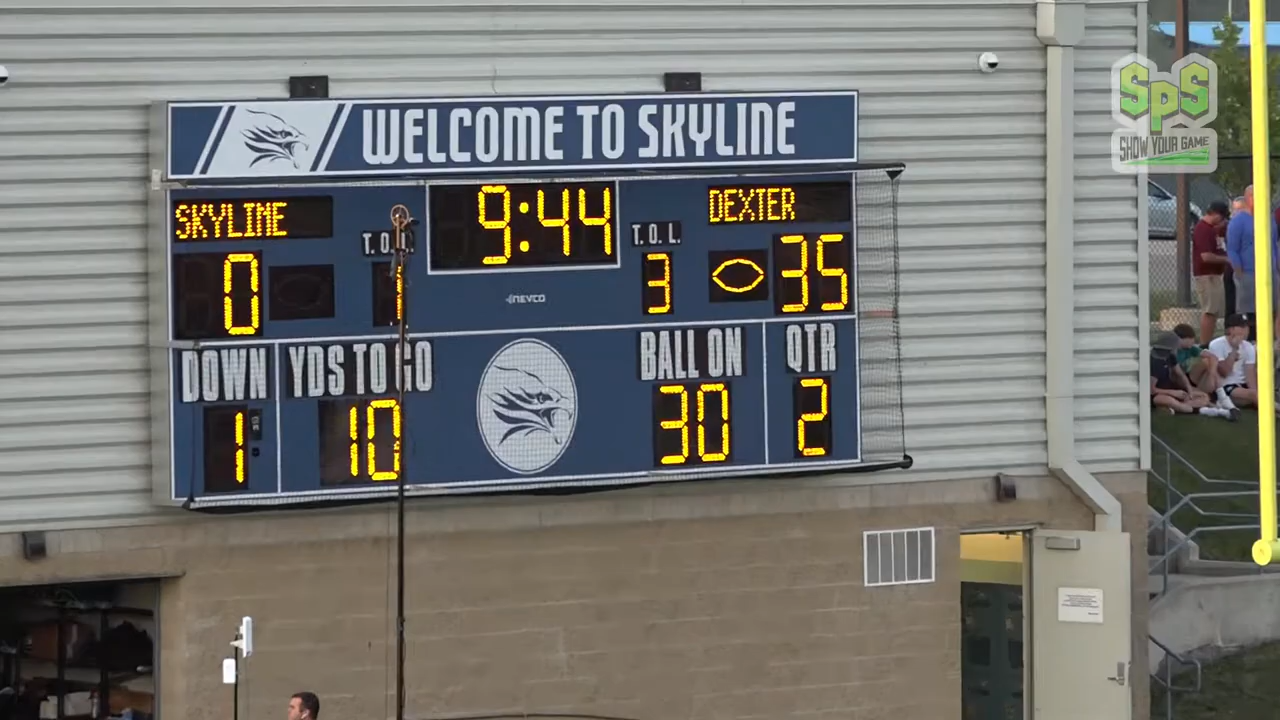 WELCOME TO SKYLINE
SKYLINE
9:44
DEXTER
T.O.L.
T.O.L.
0
1
3
35
NEVCO
DOWN
YDS TO GO
BALL ON
QTR
1
10
30
2
SpS
SHOW YOUR GAME